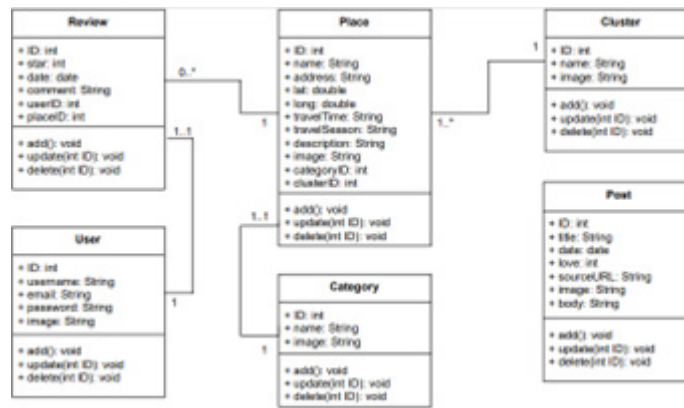 Review
+ ID: int
+ star: int
+ date: date
+ comment: String
+ userID: int
+ placeID: int
+ add(): void
+ update(int ID): void
+ delete(int ID): void
0..*
1
1..1
1
User
+ ID: int
+ username: String
+ email: String
+ password: String
+ image: String
+ add(): void
+ update(int ID): void
+ delete(int ID): void
Place
+ ID: int
+ name: String
+ address: String
+ lat: double
+ long: double
+ travelTime: String
+ travelSeason: String
+ description: String
+ image: String
+ categoryID: int
+ clusterID: int
+ add(): void
+ update(int ID): void
+ delete(int ID): void
1..1
1
Category
+ ID: int
+ name: String
+ image: String
+ add(): void
+ update(int ID): void
+ delete(int ID): void
1
1..*
Cluster
+ ID: int
+ name: String
+ image: String
+ add(): void
+ update(int ID): void
+ delete(int ID): void
Post
+ ID: int
+ title: String
+ date: date
+ love: int
+ sourceURL: String
+ image: String
+ body: String
+ add(): void
+ update(int ID): void
+ delete(int ID): void